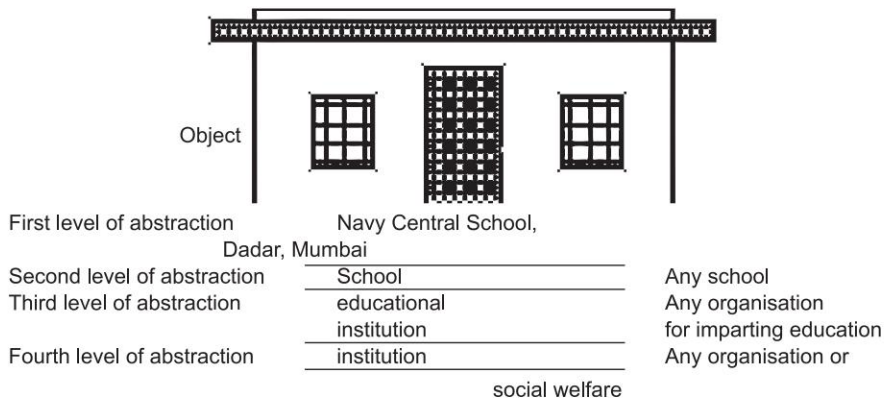 Object
First level of abstraction Navy Central School,
Dadar, Mumbai
Second level of abstraction School Any school
Third level of abstraction educational Any organisation
institution for imparting education
Fourth level of abstraction institution Any organisation or
social welfare